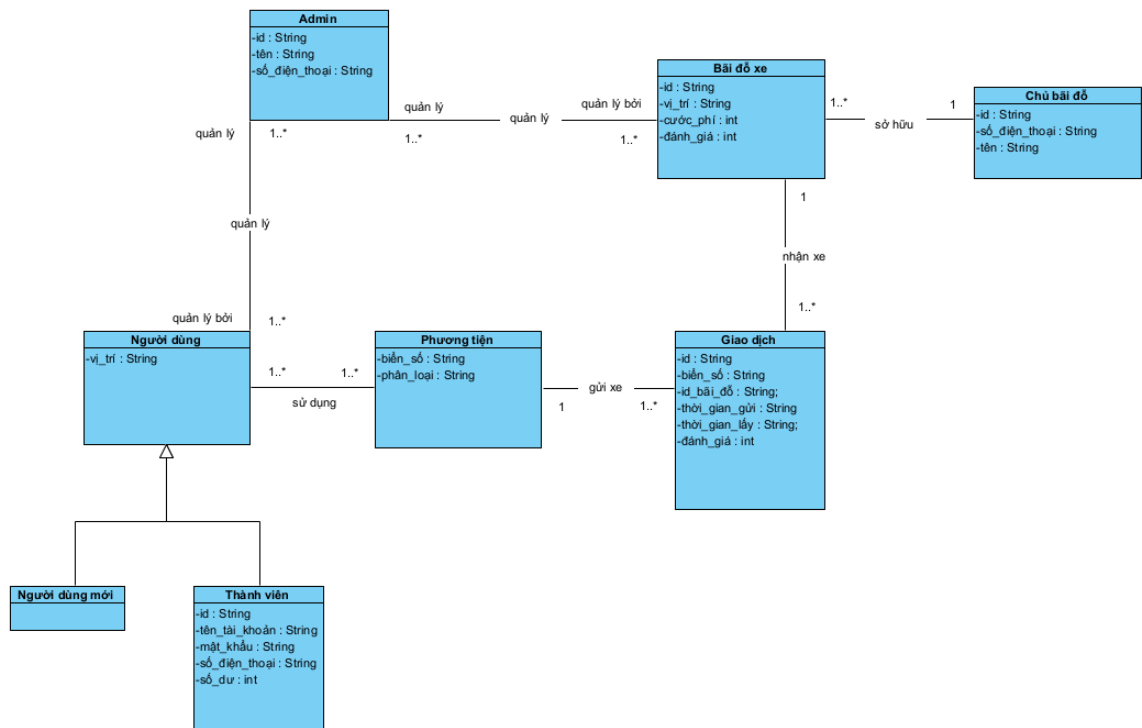 Admin
-id : String
-tên : String
-số_điện_thoại : String
quản lý
1..*
quản lý
1..*
quản lý
quản lý bởi
1..*
Bãi đỗ xe
-id : String
-vị_trí : String
-cước_phí : int
-đánh_giá : int
1..*
sở hữu
1
Chủ bãi đỗ
-id : String
-số_điện_thoại : String
-tên : String
quản lý
1
nhận xe
1..*
quản lý bởi
1..*
Người dùng
-vị_trí : String
1..*
sử dụng
1..*
Phương tiện
-biển_số : String
-phân_loại : String
1
gửi xe
1..*
Giao dịch
-id : String
-biển_số : String
-id_bãi_đỗ : String;
-thời_gian_gửi : String
-thời_gian_lấy : String;
-đánh_giá : int
Người dùng mới
Thành viên
-id : String
-tên_tài_khoản : String
-mật_khẩu : String
-số_điện_thoại : String
-số_dư : int